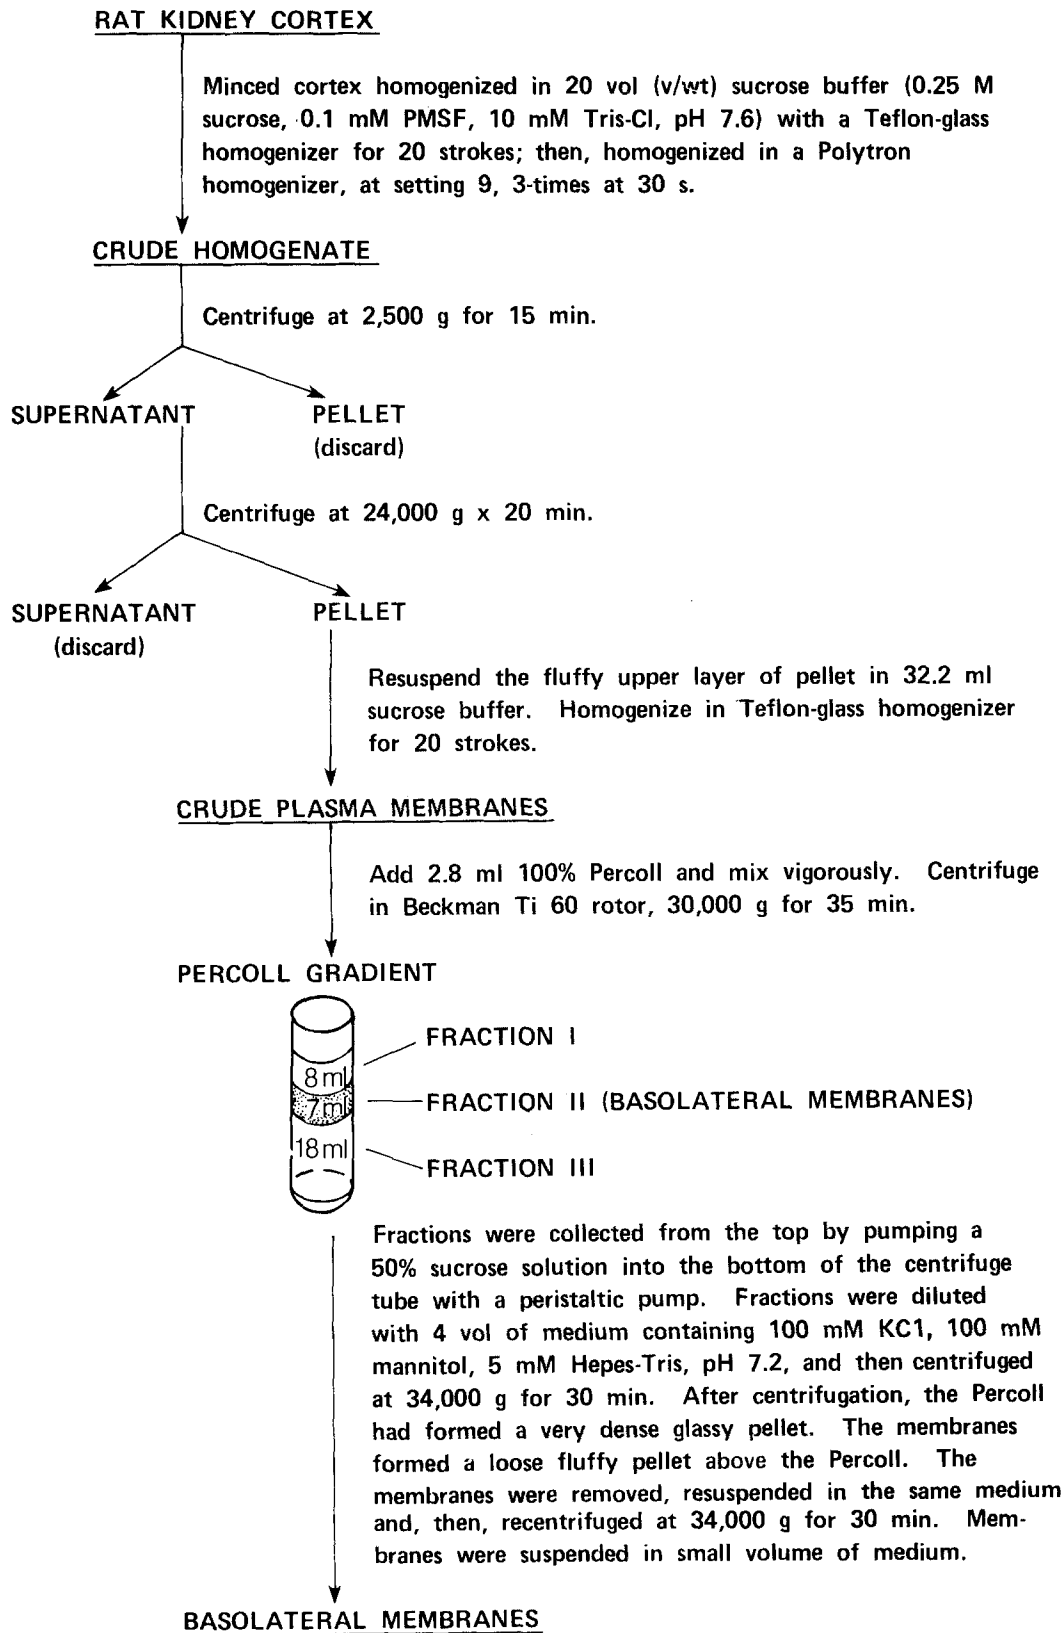 RAT KIDNEY CORTEX
Minced cortex homogenized in 20 vol (v/wt) sucrose buffer (0.25 M
sucrose, 0.1 mM PMSF, 10 mM Tris-Cl, pH 7.6) with a Teflon-glass
homogenizer for 20 strokes; then, homogenized in a Polytron
homogenizer, at setting 9, 3-times at 30 s.
CRUDE HOMOGENATE
Centrifuge at 2,500 g for 15 min.
SUPERNATANT PELLET
(discard)
Centrifuge at 24,000 g x 20 min.
SUPERNATANT PELLET
(discard)
Resuspend the fluffy upper layer of pellet in 32.2 ml
sucrose buffer. Homogenize in Teflon-glass homogenizer
for 20 strokes.
CRUDE PLASMA MEMBRANES
Add 2.8 ml 100% Percoll and mix vigorously. Centrifuge
in Beckman Ti 60 rotor, 30,000 g for 35 min.
PERCOLL GRADIENT
FRACTION I
8 ml
7ml FRACTION II (BASOLATERAL MEMBRANES)
18 ml
FRACTION III
Fractions were collected from the top by pumping a
50% sucrose solution into the bottom of the centrifuge
tube with a peristaltic pump. Fractions were diluted
with 4 vol of medium containing 100 mM KC1, 100 mM
mannitol, 5 mM Hepes-Tris, pH 7.2, and then centrifuged
at 34,000 g for 30 min. After centrifugation, the Percoll
had formed a very dense glassy pellet. The membranes
formed a loose fluffy pellet above the Percoll. The
membranes were removed, resuspended in the same medium
and, then, recentrifuged at 34,000 g for 30 min. Mem-
branes were suspended in small volume of medium.
BASOLATERAL MEMBRANES